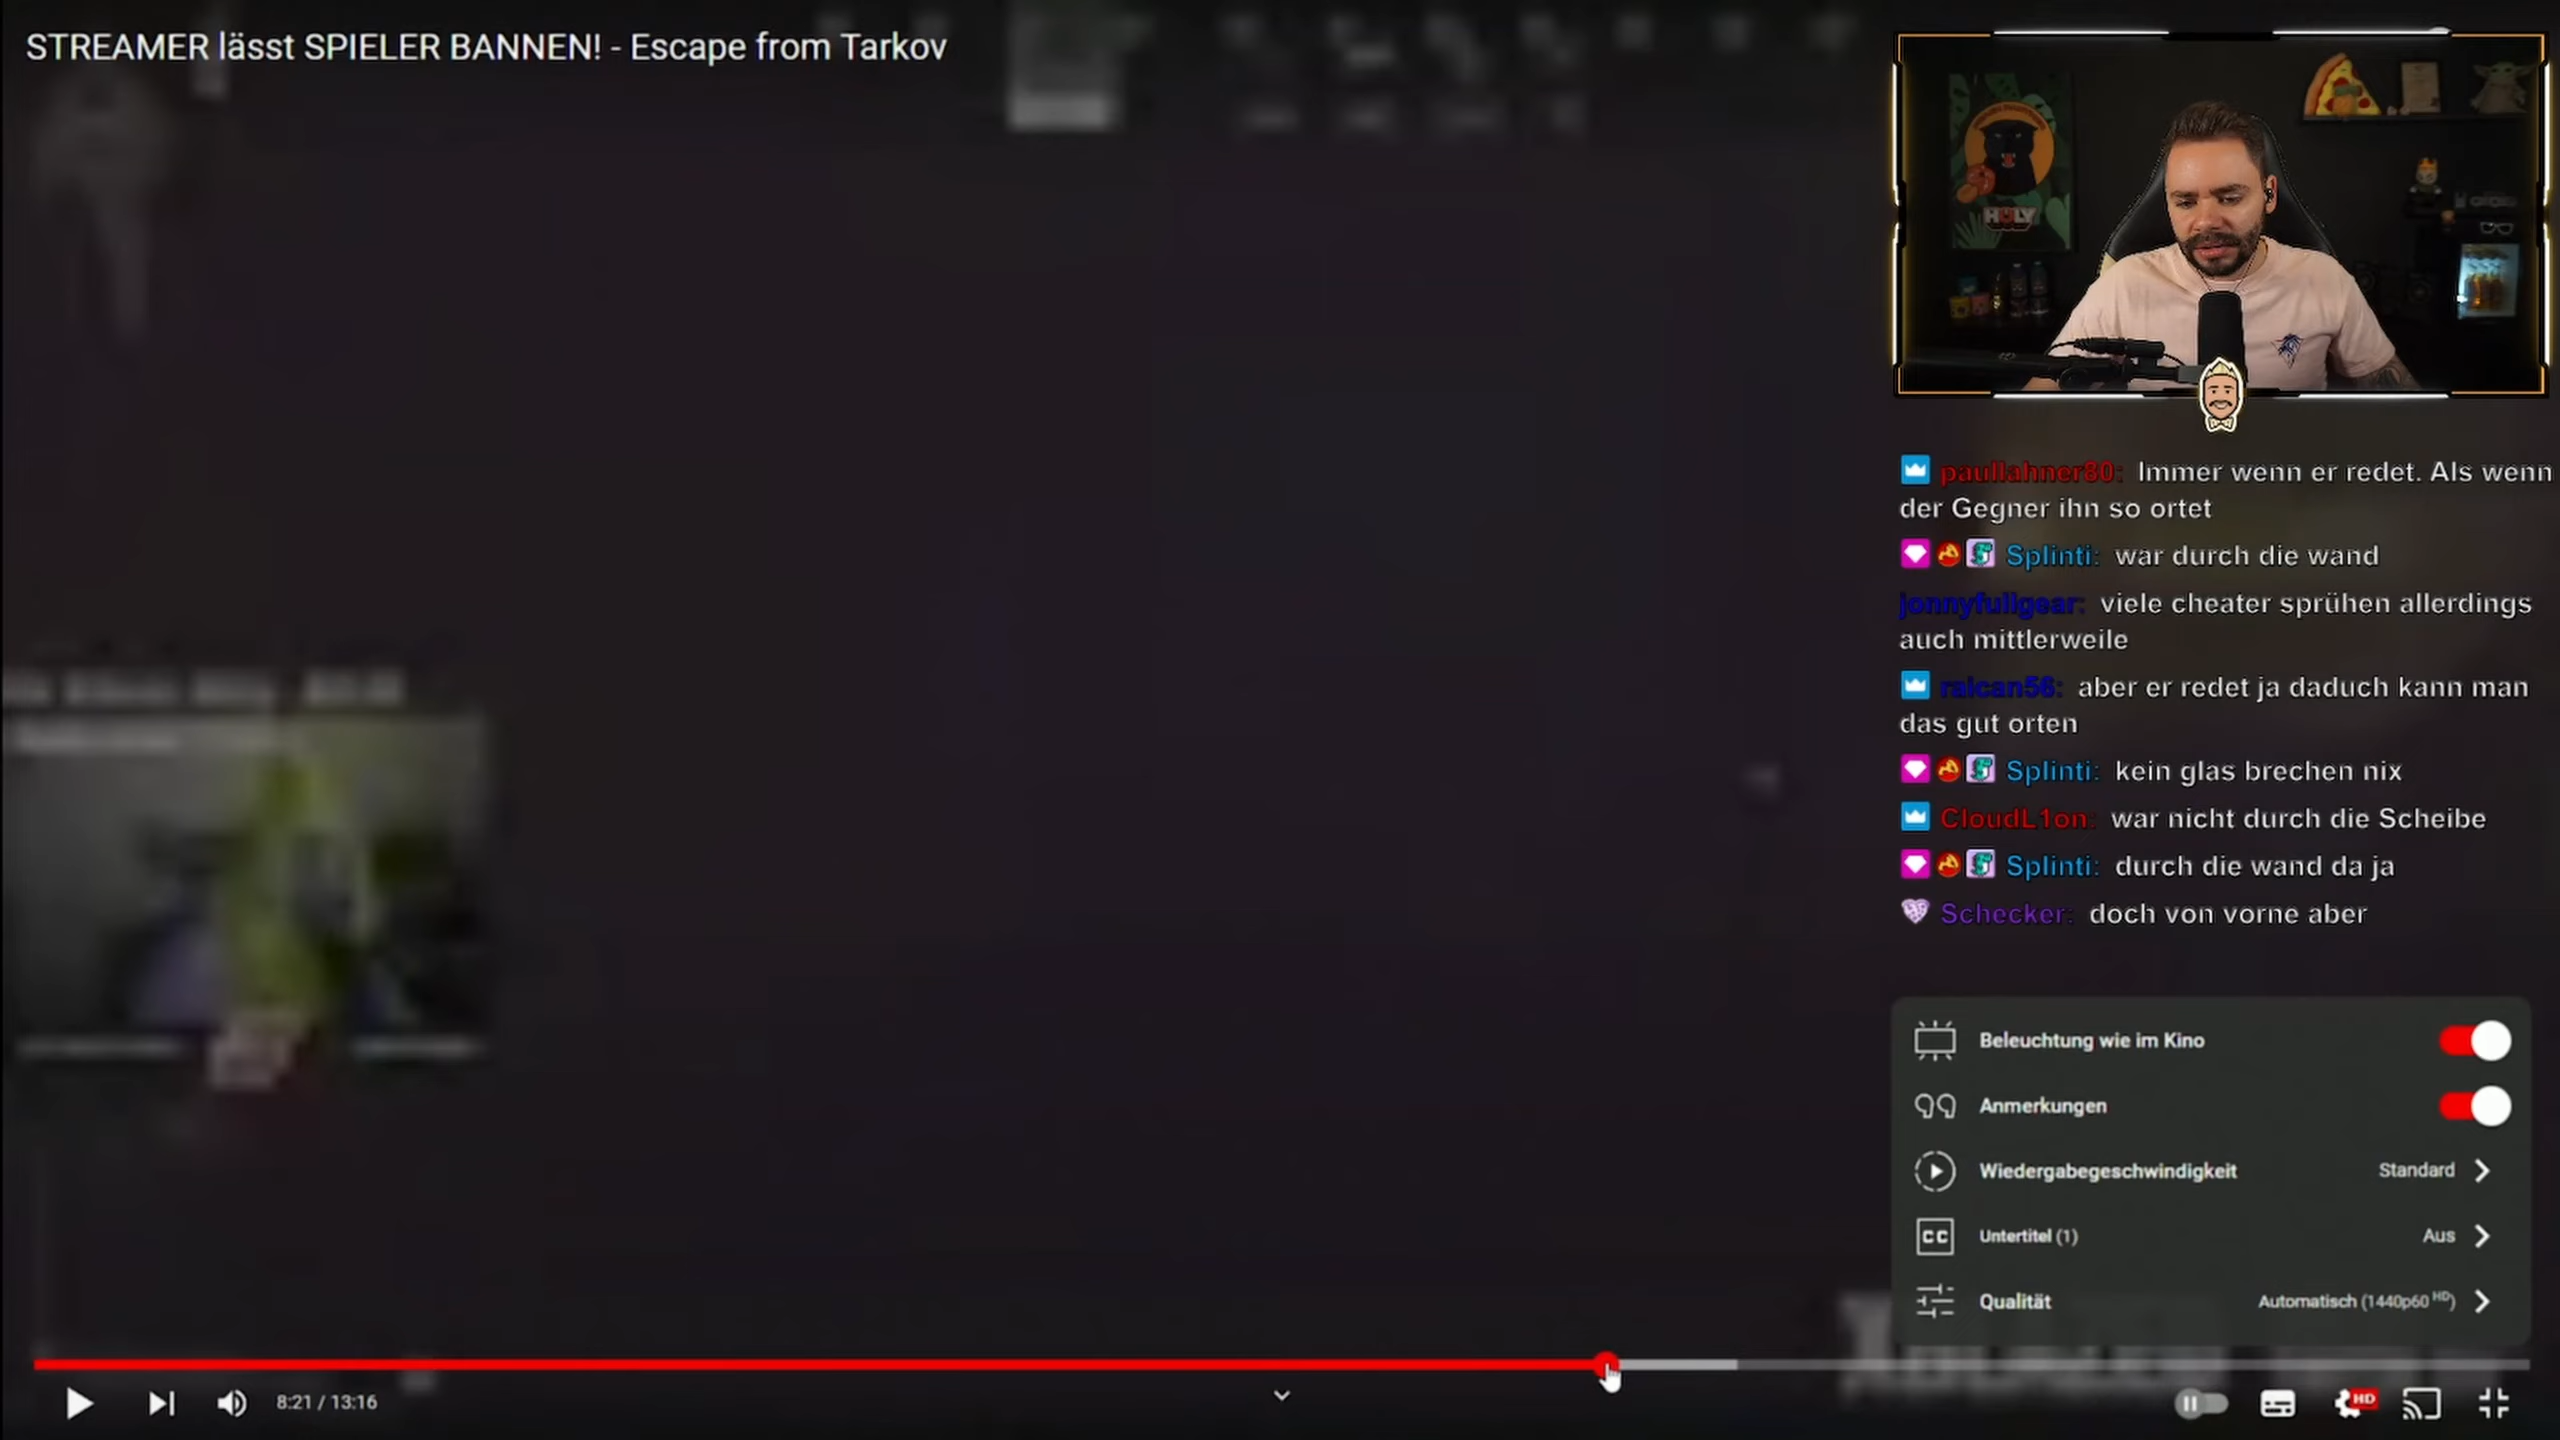 STREAMER lässt SPIELER BANNEN! - Escape from Tarkov
HOLY
paullahner80: Immer wenn er redet. Als wenn
der Gegner ihn so ortet
Splinti: war durch die wand
jonnyfullgear: viele cheater sprühen allerdings
auch mittlerweile
raican56: aber er redet ja daduch kann man
das gut orten
Splinti: kein glas brechen nix
CloudL1on: war nicht durch die Scheibe
Splinti: durch die wand da ja
Schecker: doch von vorne aber
Beleuchtung wie im Kino
Anmerkungen
Wiedergabegeschwindigkeit Standard
CC Untertitel (1) Aus
Qualität Automatisch (1440p60 HD)
8:21 / 13:16
HD